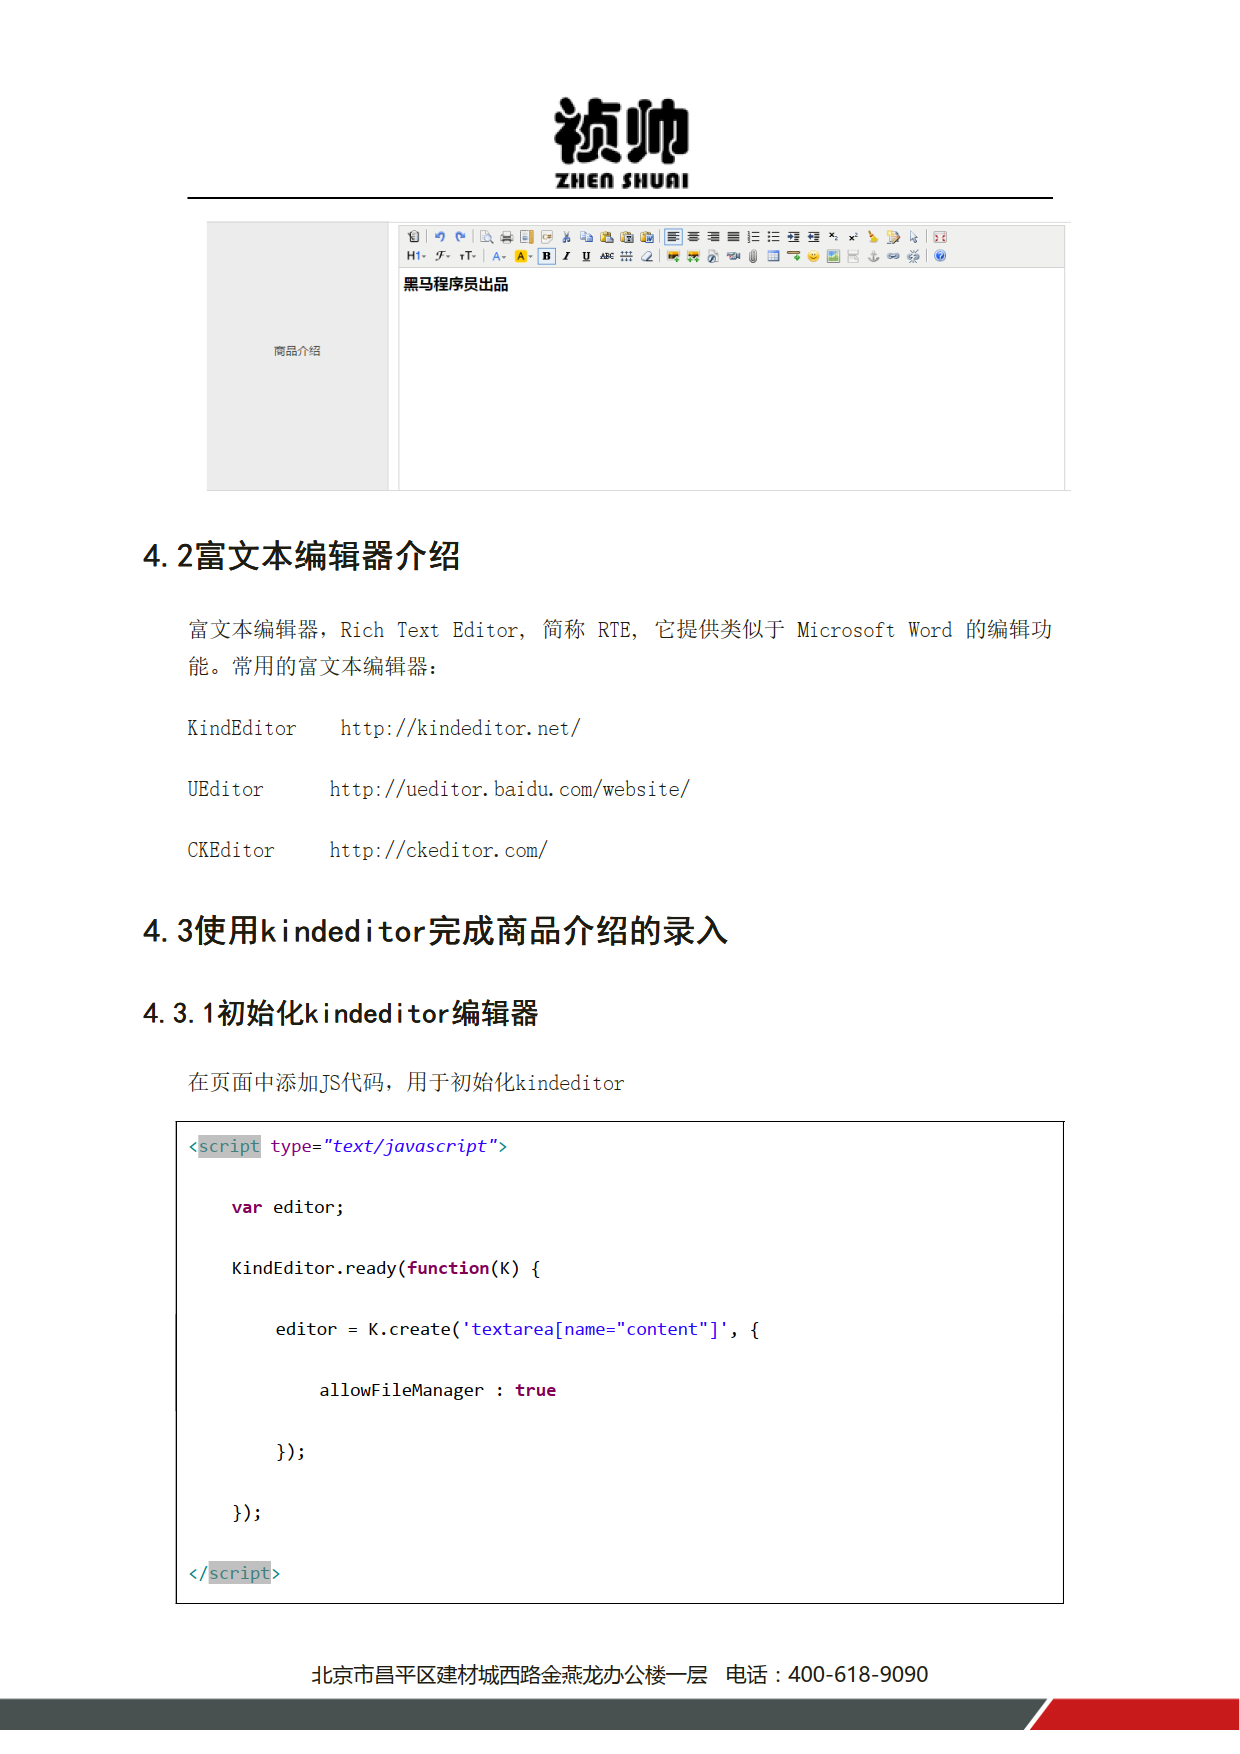 祯帅
ZHEN SHUAI
商品介绍
黑马程序员出品
4.2富文本编辑器介绍
富文本编辑器，Rich Text Editor, 简称 RTE, 它提供类似于 Microsoft Word 的编辑功
能。常用的富文本编辑器：
KindEditor    http://kindeditor.net/
UEditor      http://ueditor.baidu.com/website/
CKEditor     http://ckeditor.com/
4.3使用kindeditor完成商品介绍的录入
4.3.1初始化kindeditor编辑器
在页面中添加JS代码，用于初始化kindeditor
<script type="text/javascript">
    var editor;
    KindEditor.ready(function(K) {
        editor = K.create('textarea[name="content"]', {
            allowFileManager : true
        });
    });
</script>
北京市昌平区建材城西路金燕龙办公楼一层   电话：400-618-9090